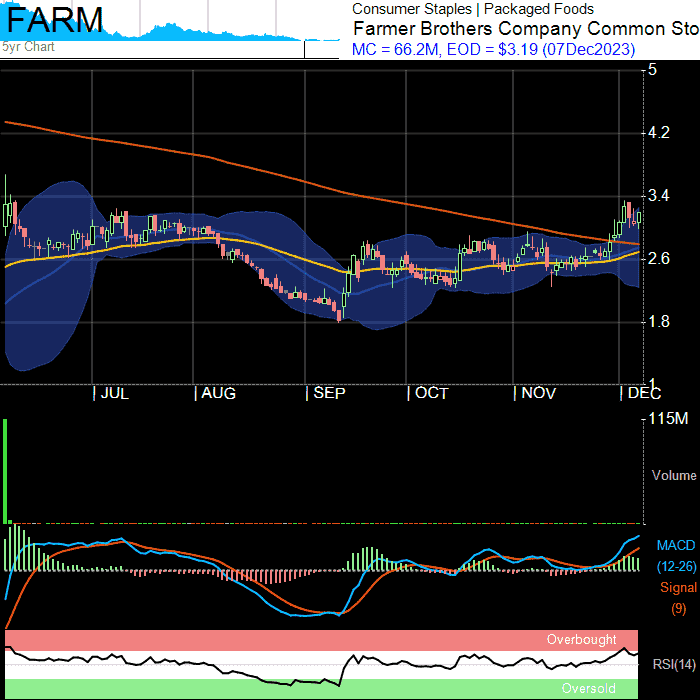 FARM
5yr Chart
Consumer Staples | Packaged Foods
Farmer Brothers Company Common Sto
MC = 66.2M, EOD = $3.19 (07Dec2023)
5
4.2
3.4
2.6
1.8
1
JUL AUG SEP OCT NOV DEC
115M
Volume
MACD
(12-26)
Signal
(9)
Overbought
RSI(14)
Oversold